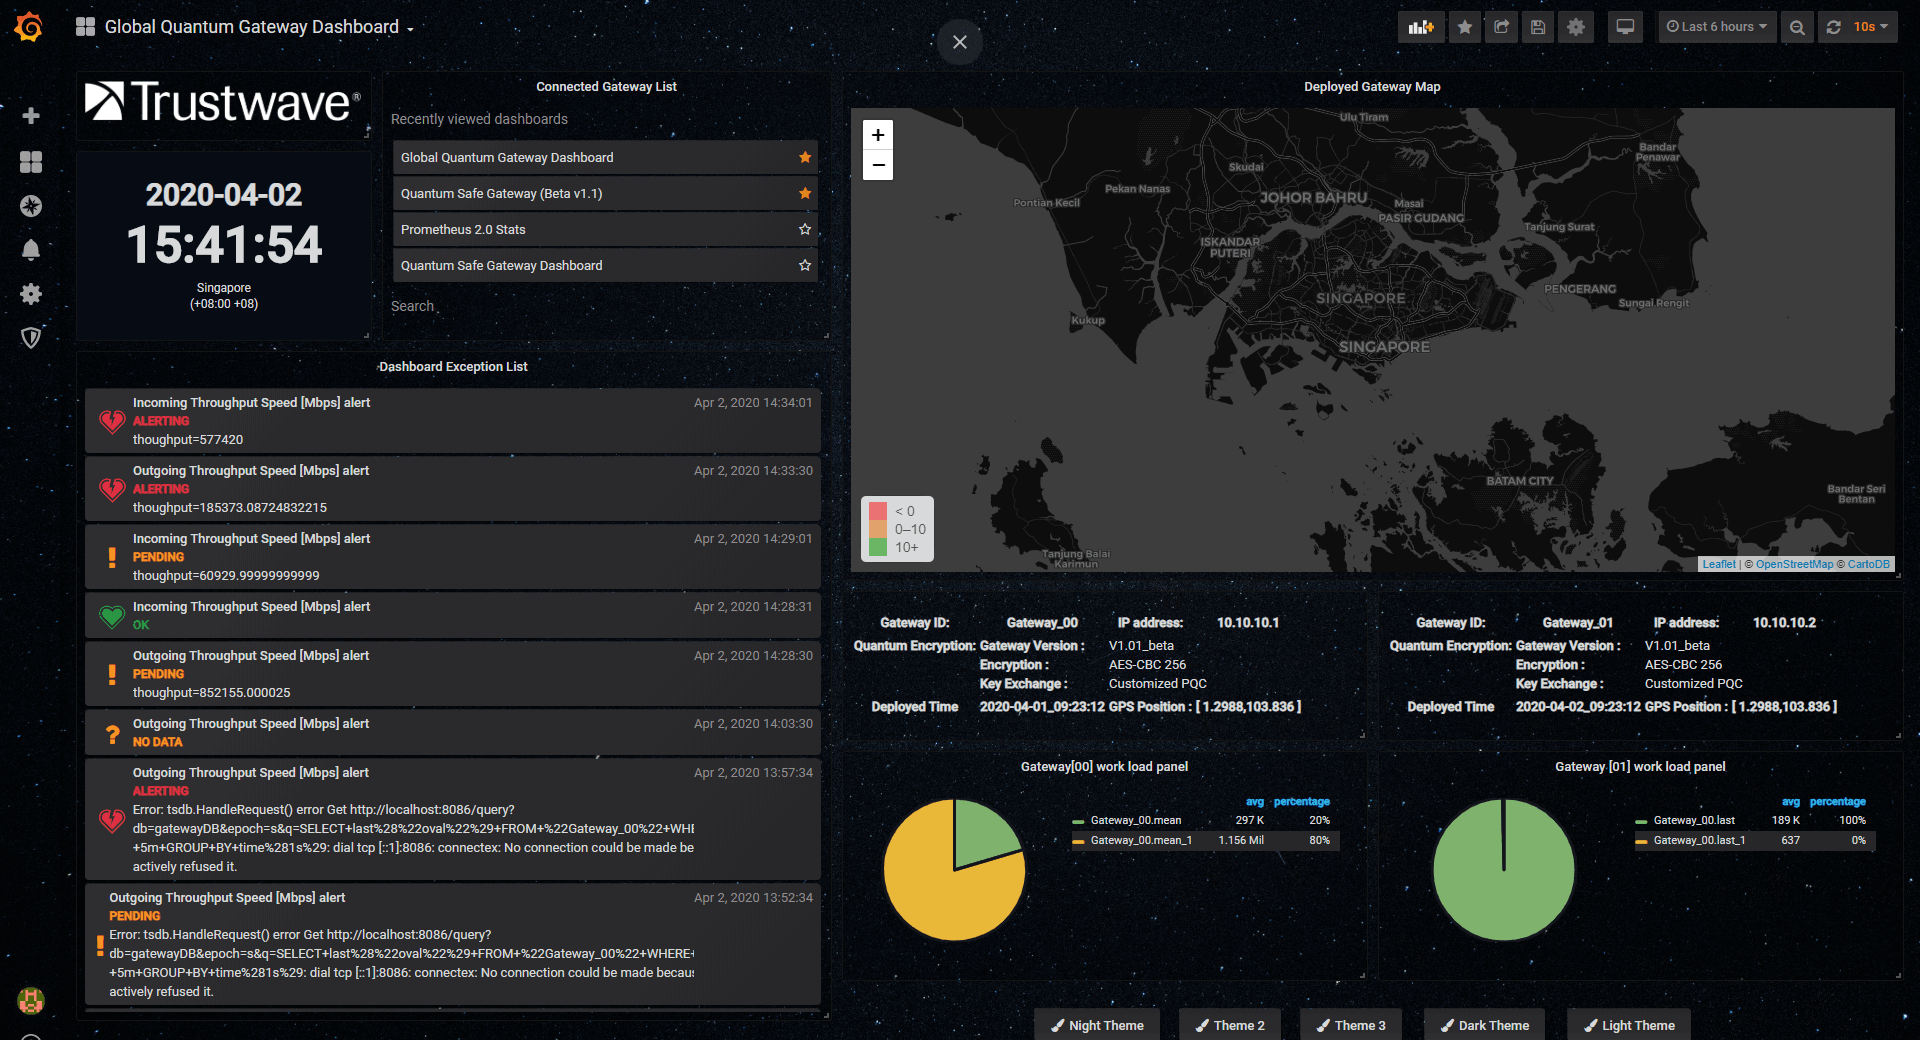 Global Quantum Gateway Dashboard
Last 6 hours
10s
Trustwave®
2020-04-02
15:41:54
Singapore
(+08:00 +08)
Connected Gateway List
Recently viewed dashboards
Global Quantum Gateway Dashboard
Quantum Safe Gateway (Beta v1.1)
Prometheus 2.0 Stats
Quantum Safe Gateway Dashboard
Search
Dashboard Exception List
Incoming Throughput Speed [Mbps] alert Apr 2, 2020 14:34:01
ALERTING
thoughput=577420
Outgoing Throughput Speed [Mbps] alert Apr 2, 2020 14:33:30
ALERTING
thoughput=185373.08724832215
Incoming Throughput Speed [Mbps] alert Apr 2, 2020 14:29:01
PENDING
thoughput=60929.99999999999
Incoming Throughput Speed [Mbps] alert Apr 2, 2020 14:28:31
OK
Outgoing Throughput Speed [Mbps] alert Apr 2, 2020 14:28:30
PENDING
thoughput=852155.000025
Outgoing Throughput Speed [Mbps] alert Apr 2, 2020 14:03:30
NO DATA
Outgoing Throughput Speed [Mbps] alert Apr 2, 2020 13:57:34
ALERTING
Error: tsdb.HandleRequest() error Get http://localhost:8086/query?
db=gatewayDB&epoch=s&q=SELECT+last%28%22oval%22%29+FROM+%22Gateway_00%22+WHE
+5m+GROUP+BY+time%281s%29: dial tcp [::1]:8086: connectex: No connection could be made be
actively refused it.
Outgoing Throughput Speed [Mbps] alert Apr 2, 2020 13:52:34
PENDING
Error: tsdb.HandleRequest() error Get http://localhost:8086/query?
db=gatewayDB&epoch=s&q=SELECT+last%28%22oval%22%29+FROM+%22Gateway_00%22+WHERE+
+5m+GROUP+BY+time%281s%29: dial tcp [::1]:8086: connectex: No connection could be made becau
actively refused it.
Deployed Gateway Map
+
−
Ulu Tiram
Bandar
Penawar
Skudai
Pekan Nanas
JOHOR BAHRU
Pontian Kecil
Masai
PASIR GUDANG
Tanjung Surat
ISKANDAR
PUTERI
PENGERANG
SINGAPORE
Sungai Rengit
Kukup
SINGAPORE
BATAM CITY
Bandar Seri
Bentan
< 0
0–10
10+
Tanjung Balai
Karimun
Leaflet | © OpenStreetMap © CartoDB
Gateway ID: Gateway_00 IP address: 10.10.10.1
Quantum Encryption: Gateway Version : V1.01_beta
Encryption : AES-CBC 256
Key Exchange : Customized PQC
Deployed Time 2020-04-01_09:23:12 GPS Position : [ 1.2988,103.836 ]
Gateway ID: Gateway_01 IP address: 10.10.10.2
Quantum Encryption: Gateway Version : V1.01_beta
Encryption : AES-CBC 256
Key Exchange : Customized PQC
Deployed Time 2020-04-02_09:23:12 GPS Position : [ 1.2988,103.836 ]
Gateway[00] work load panel
avg percentage
Gateway_00.mean 297 K 20%
Gateway_00.mean_1 1.156 Mil 80%
Gateway [01] work load panel
avg percentage
Gateway_00.last 189 K 100%
Gateway_00.last_1 637 0%
Night Theme
Theme 2
Theme 3
Dark Theme
Light Theme